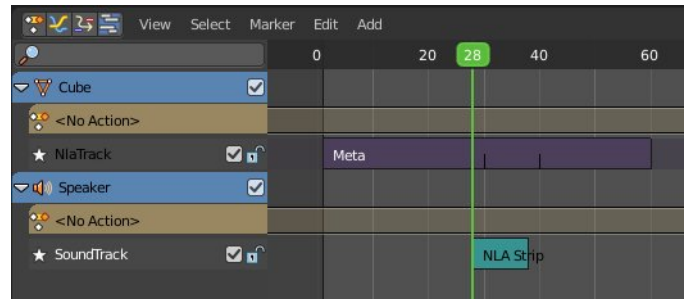 View Select Marker Edit Add
0 20 28 40 60
Cube
<No Action>
NlaTrack Meta
Speaker
<No Action>
SoundTrack NLA Strip